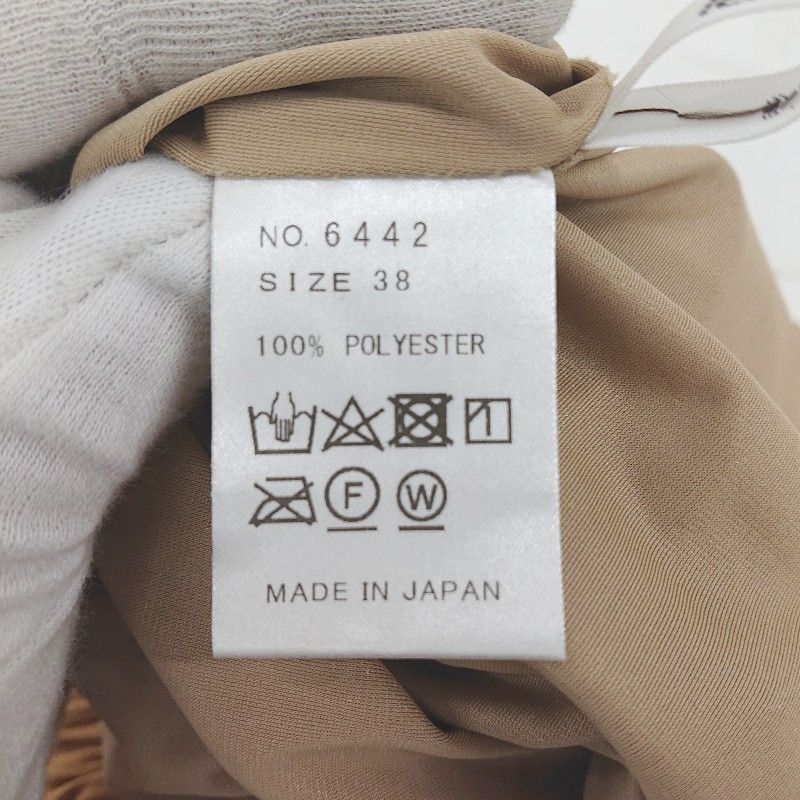 NO. 6442
SIZE 38
100% POLYESTER
F W
MADE IN JAPAN